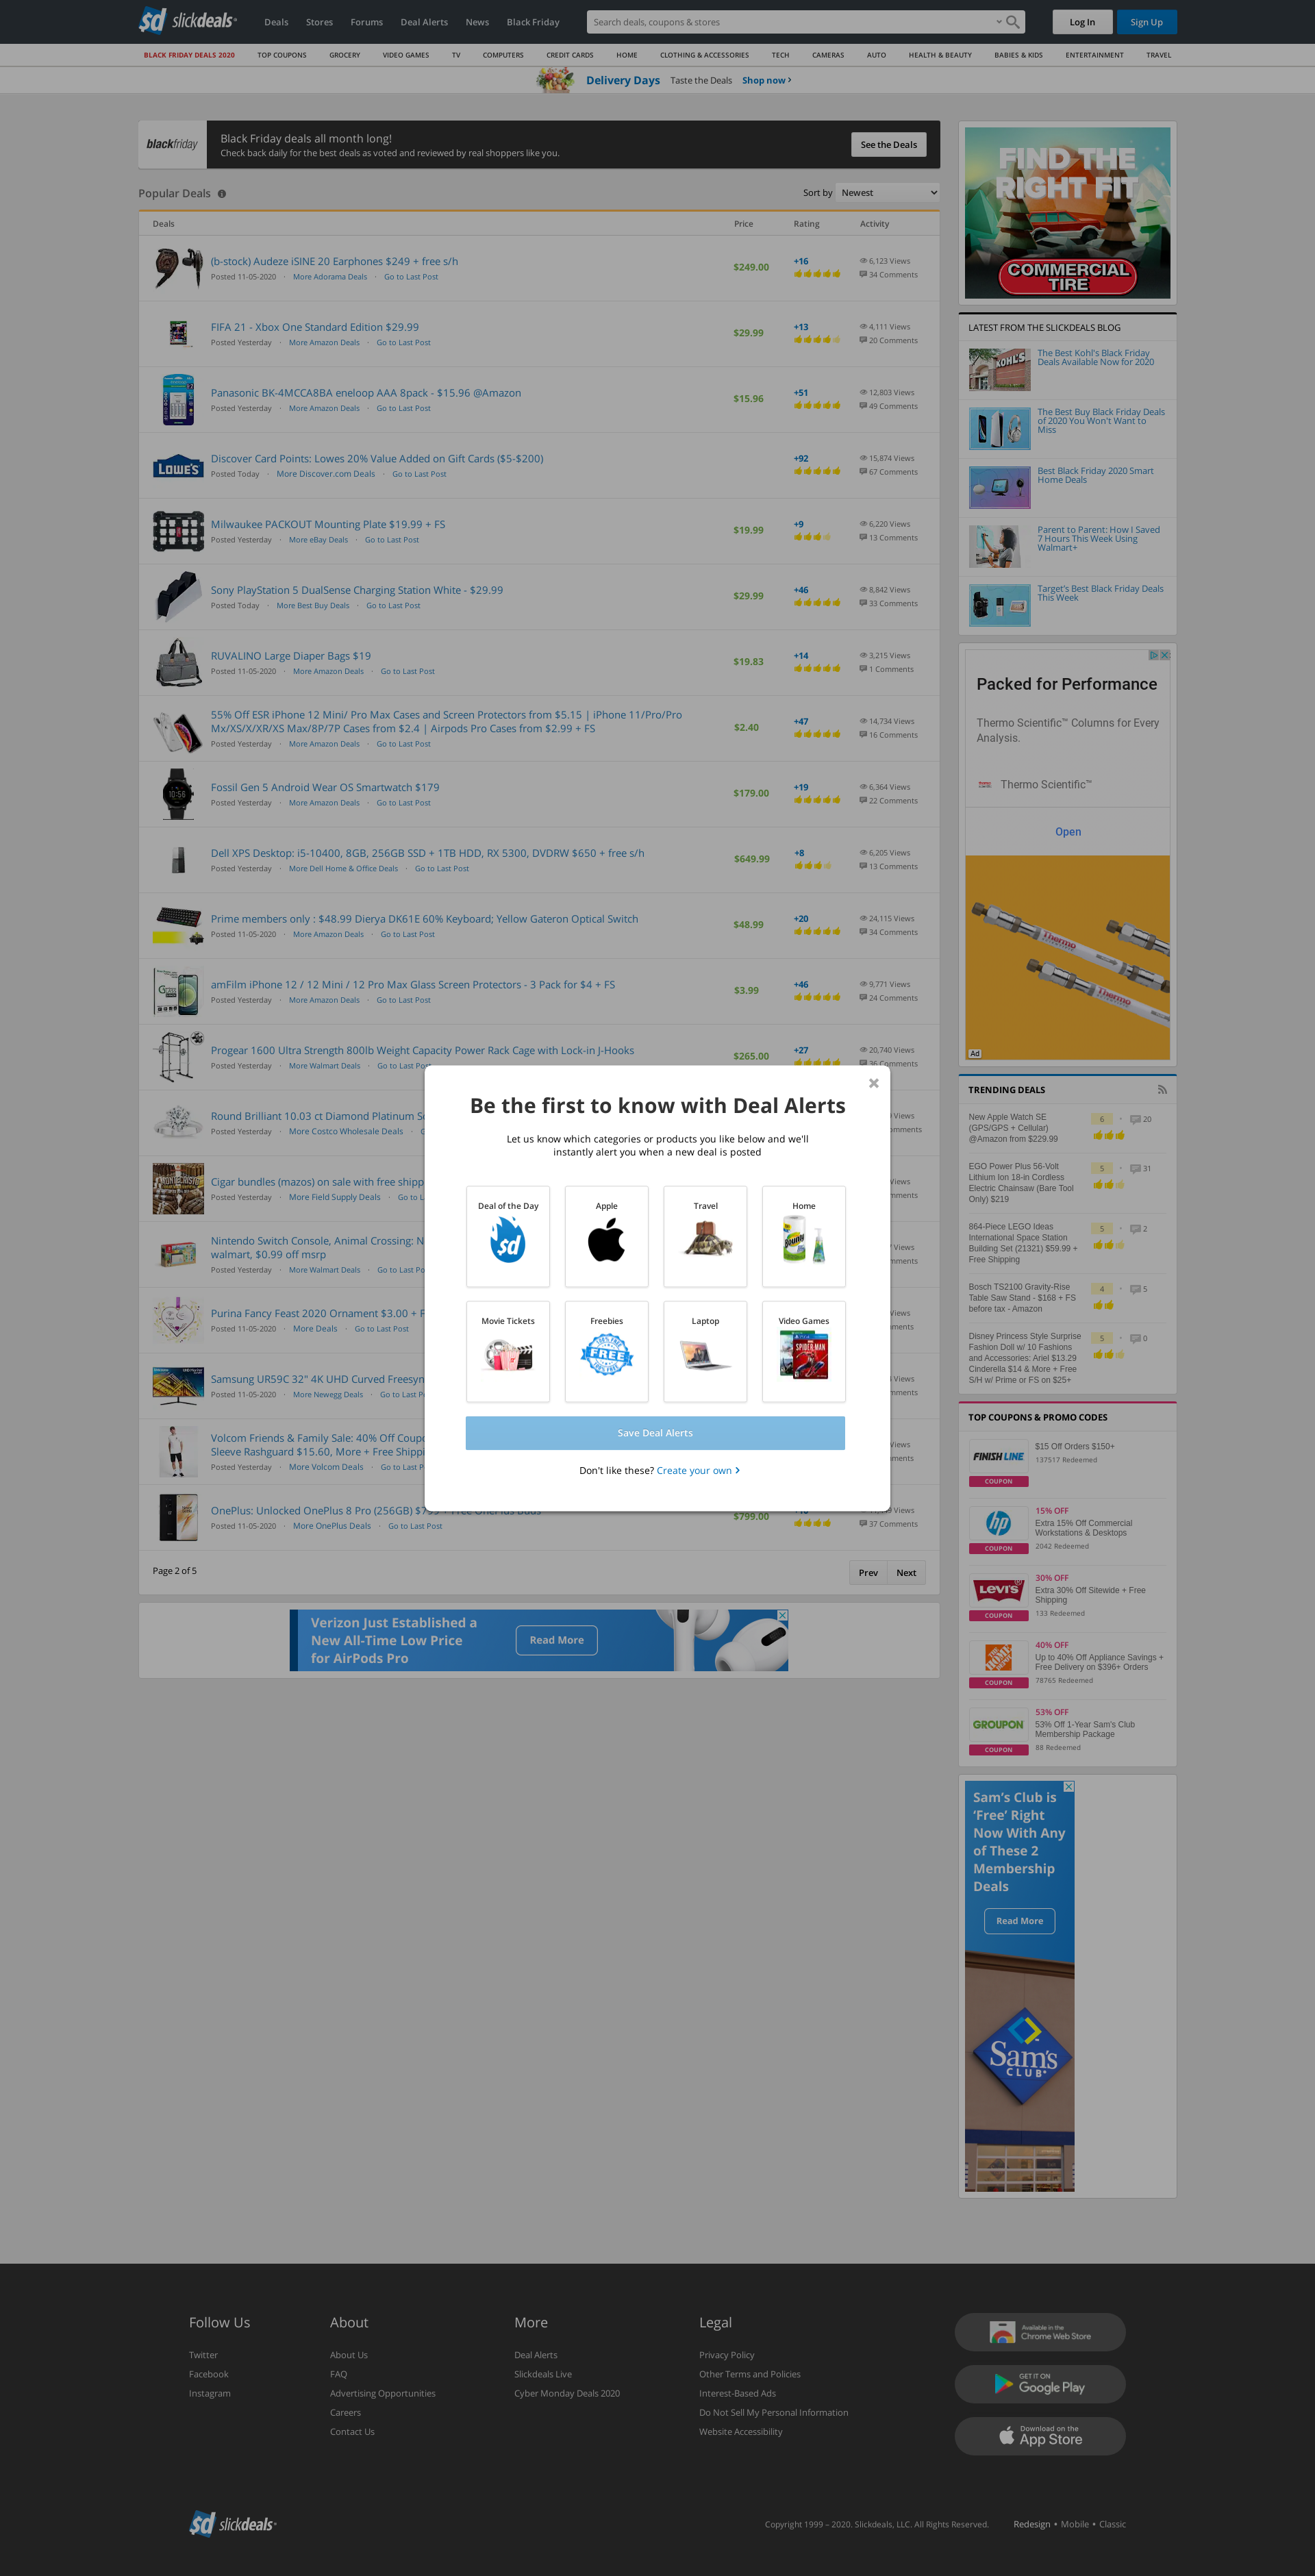 slickdeals
Deals
Stores
Forums
Deal Alerts
News
Black Friday
Search deals, coupons & stores
Log In
Sign Up
BLACK FRIDAY DEALS 2020
TOP COUPONS
GROCERY
VIDEO GAMES
TV
COMPUTERS
CREDIT CARDS
HOME
CLOTHING & ACCESSORIES
TECH
CAMERAS
AUTO
HEALTH & BEAUTY
BABIES & KIDS
ENTERTAINMENT
TRAVEL
Delivery Days Taste the Deals Shop now
blackfriday
Black Friday deals all month long!
Check back daily for the best deals as voted and reviewed by real shoppers like you.
See the Deals
Popular Deals
Sort by Newest
Deals Price Rating Activity
(b-stock) Audeze iSINE 20 Earphones $249 + free s/h
Posted 11-05-2020 · More Adorama Deals · Go to Last Post
$249.00
+16
6,123 Views
34 Comments
FIFA 21 - Xbox One Standard Edition $29.99
Posted Yesterday · More Amazon Deals · Go to Last Post
$29.99
+13
4,111 Views
20 Comments
Panasonic BK-4MCCA8BA eneloop AAA 8pack - $15.96 @Amazon
Posted Yesterday · More Amazon Deals · Go to Last Post
$15.96
+51
12,803 Views
49 Comments
LOWE'S
Discover Card Points: Lowes 20% Value Added on Gift Cards ($5-$200)
Posted Today · More Discover.com Deals · Go to Last Post
+92
15,874 Views
67 Comments
Milwaukee PACKOUT Mounting Plate $19.99 + FS
Posted Yesterday · More eBay Deals · Go to Last Post
$19.99
+9
6,220 Views
13 Comments
Sony PlayStation 5 DualSense Charging Station White - $29.99
Posted Today · More Best Buy Deals · Go to Last Post
$29.99
+46
8,842 Views
33 Comments
RUVALINO Large Diaper Bags $19
Posted 11-05-2020 · More Amazon Deals · Go to Last Post
$19.83
+14
3,215 Views
1 Comments
55% Off ESR iPhone 12 Mini/ Pro Max Cases and Screen Protectors from $5.15 | iPhone 11/Pro/Pro
Mx/XS/X/XR/XS Max/8P/7P Cases from $2.4 | Airpods Pro Cases from $2.99 + FS
Posted Yesterday · More Amazon Deals · Go to Last Post
$2.40
+47
14,734 Views
16 Comments
Fossil Gen 5 Android Wear OS Smartwatch $179
Posted Yesterday · More Amazon Deals · Go to Last Post
$179.00
+19
6,364 Views
22 Comments
Dell XPS Desktop: i5-10400, 8GB, 256GB SSD + 1TB HDD, RX 5300, DVDRW $650 + free s/h
Posted Yesterday · More Dell Home & Office Deals · Go to Last Post
$649.99
+8
6,205 Views
13 Comments
Prime members only : $48.99 Dierya DK61E 60% Keyboard; Yellow Gateron Optical Switch
Posted 11-05-2020 · More Amazon Deals · Go to Last Post
$48.99
+20
24,115 Views
34 Comments
amFilm iPhone 12 / 12 Mini / 12 Pro Max Glass Screen Protectors - 3 Pack for $4 + FS
Posted Yesterday · More Amazon Deals · Go to Last Post
$3.99
+46
9,771 Views
24 Comments
Progear 1600 Ultra Strength 800lb Weight Capacity Power Rack Cage with Lock-in J-Hooks
Posted Yesterday · More Walmart Deals · Go to Last Post
$265.00
+27
20,740 Views
36 Comments
Round Brilliant 10.03 ct Diamond Platinum
Posted Yesterday · More Costco Wholesale Deals ·
Views
Cigar bundles (mazos) on sale with free
Posted Yesterday · More Field Supply Deals · Go to
Views
Nintendo Switch Console, Animal Crossing:
walmart, $0.99 off msrp
Posted Yesterday · More Walmart Deals · Go to Last
Views
Purina Fancy Feast 2020 Ornament $3.00 +
Posted 11-05-2020 · More Deals · Go to Last Post
Views
Samsung UR59C 32" 4K UHD Curved
Posted 11-05-2020 · More Newegg Deals · Go to Last
Views
Volcom Friends & Family Sale: 40% Off
Sleeve Rashguard $15.60, More + Free
Posted Yesterday · More Volcom Deals · Go to Last
Views
OnePlus: Unlocked OnePlus 8 Pro (256GB)
Posted 11-05-2020 · More OnePlus Deals · Go to Last Post
$799.00
Views
37 Comments
Page 2 of 5
Prev Next
Be the first to know with Deal Alerts
Let us know which categories or products you like below and we'll
instantly alert you when a new deal is posted
Deal of the Day
Apple
Travel
Home
Bounty
Movie Tickets
Freebies
FREE
Laptop
Video Games
SPIDER-MAN
Save Deal Alerts
Don't like these? Create your own
Verizon Just Established a
New All-Time Low Price
for AirPods Pro
Read More
FIND THE
RIGHT FIT
COMMERCIAL
TIRE
LATEST FROM THE SLICKDEALS BLOG
KOHL'S
The Best Kohl's Black Friday
Deals Available Now for 2020
The Best Buy Black Friday Deals
of 2020 You Won't Want to
Miss
Best Black Friday 2020 Smart
Home Deals
Parent to Parent: How I Saved
7 Hours This Week Using
Walmart+
Target's Best Black Friday Deals
This Week
Packed for Performance
Thermo Scientific™ Columns for Every
Analysis.
Thermo Scientific™
Open
Thermo
Thermo
Ad
TRENDING DEALS
New Apple Watch SE
(GPS/GPS + Cellular)
@Amazon from $229.99
6 · 20
EGO Power Plus 56-Volt
Lithium Ion 18-in Cordless
Electric Chainsaw (Bare Tool
Only) $219
5 · 31
864-Piece LEGO Ideas
International Space Station
Building Set (21321) $59.99 +
Free Shipping
5 · 2
Bosch TS2100 Gravity-Rise
Table Saw Stand - $168 + FS
before tax - Amazon
4 · 5
Disney Princess Style Surprise
Fashion Doll w/ 10 Fashions
and Accessories: Ariel $13.29
Cinderella $14 & More + Free
S/H w/ Prime or FS on $25+
5 · 0
TOP COUPONS & PROMO CODES
FINISH LINE
COUPON
$15 Off Orders $150+
137517 Redeemed
hp
COUPON
15% OFF
Extra 15% Off Commercial
Workstations & Desktops
2042 Redeemed
LEVI'S
COUPON
30% OFF
Extra 30% Off Sitewide + Free
Shipping
133 Redeemed
COUPON
40% OFF
Up to 40% Off Appliance Savings +
Free Delivery on $396+ Orders
78765 Redeemed
GROUPON
COUPON
53% OFF
53% Off 1-Year Sam's Club
Membership Package
88 Redeemed
Sam's Club is
‘Free’ Right
Now With Any
of These 2
Membership
Deals
Read More
Sam's
CLUB
Follow Us
Twitter
Facebook
Instagram
About
About Us
FAQ
Advertising Opportunities
Careers
Contact Us
More
Deal Alerts
Slickdeals Live
Cyber Monday Deals 2020
Legal
Privacy Policy
Other Terms and Policies
Interest-Based Ads
Do Not Sell My Personal Information
Website Accessibility
Available in the
Chrome Web Store
GET IT ON
Google Play
Download on the
App Store
slickdeals
Copyright 1999 – 2020. Slickdeals, LLC. All Rights Reserved.
Redesign • Mobile • Classic